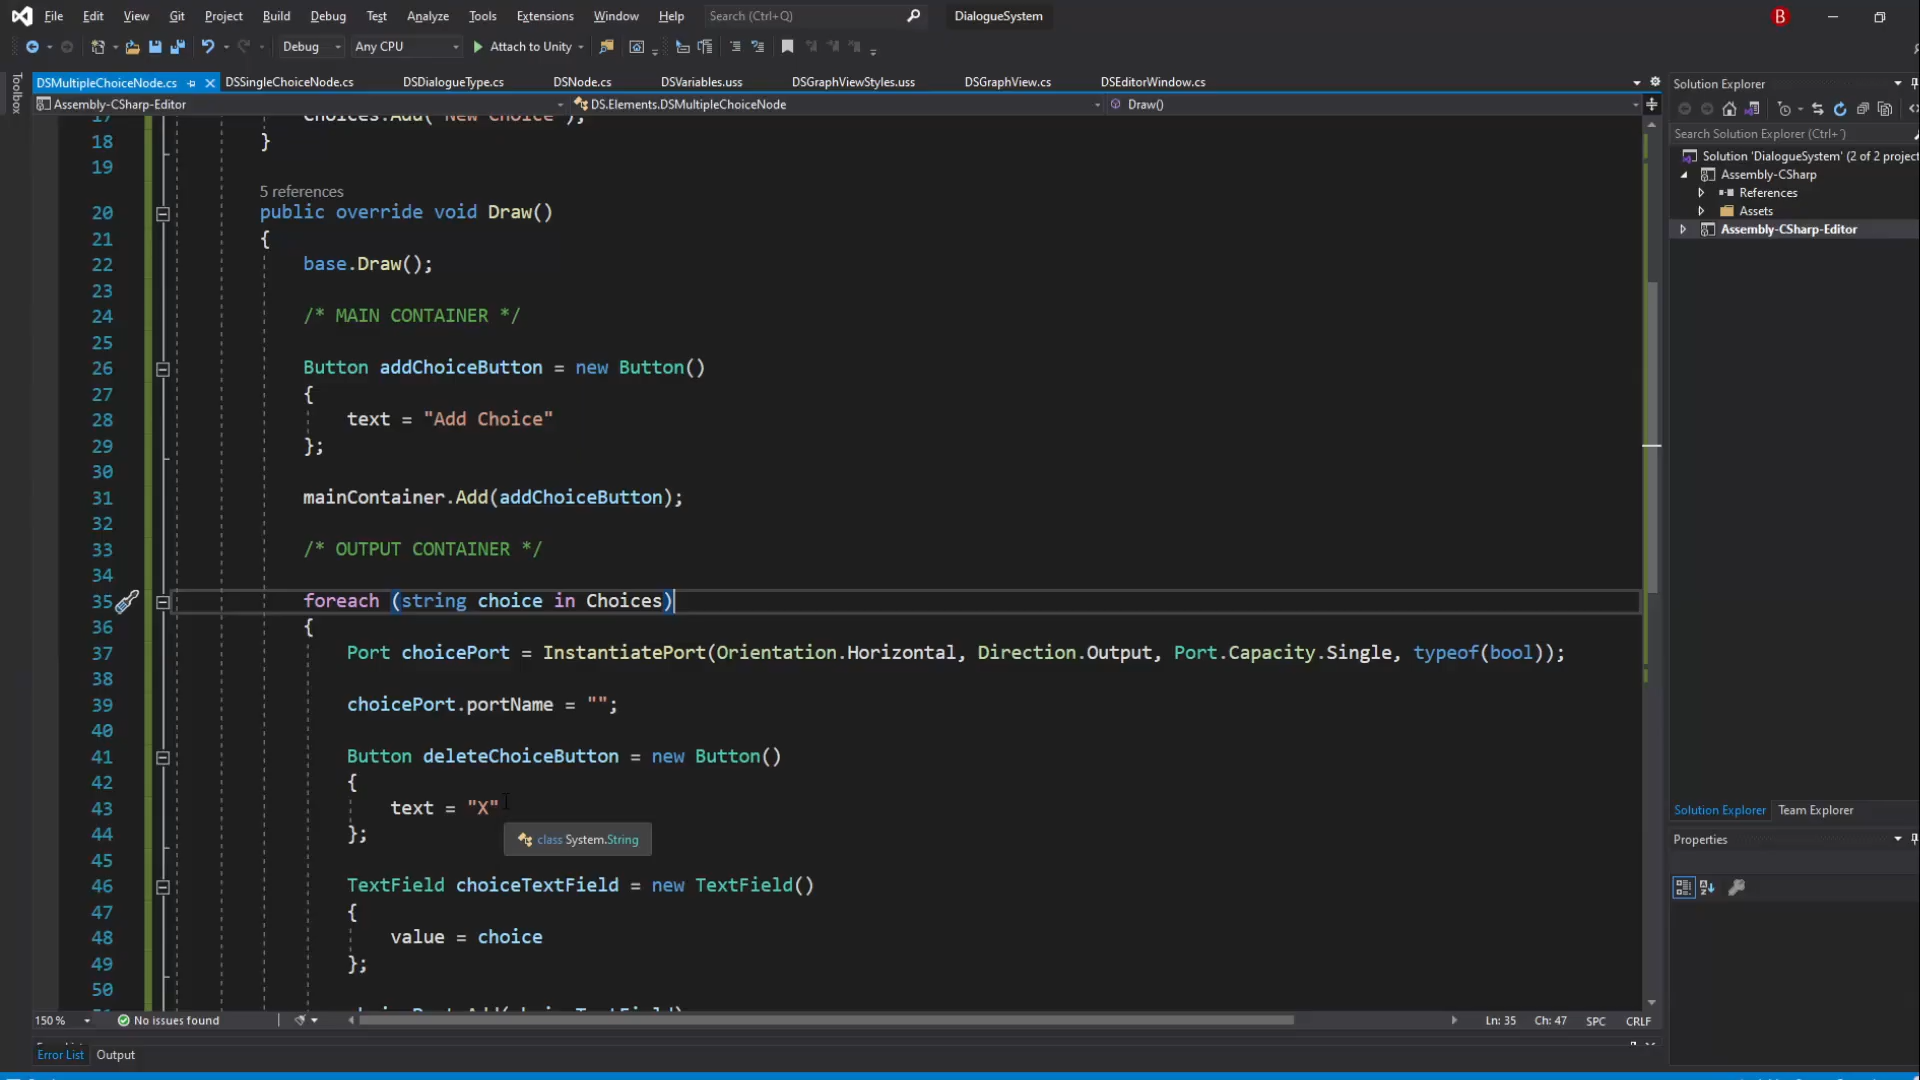 File Edit View Git Project Build Debug Test Analyze Tools Extensions Window Help Search (Ctrl+Q) DialogueSystem B
Debug Any CPU Attach to Unity
Toolbox
DSMultipleChoiceNode.cs DSSingleChoiceNode.cs DSDialogueType.cs DSNode.cs DSVariables.uss DSGraphViewStyles.uss DSGraphView.cs DSEditorWindow.cs
Assembly-CSharp-Editor DS.Elements.DSMultipleChoiceNode Draw()
17 Choices.Add("New Choice");
18 }
19
5 references
20 public override void Draw()
21 {
22 base.Draw();
23
24 /* MAIN CONTAINER */
25
26 Button addChoiceButton = new Button()
27 {
28 text = "Add Choice"
29 };
30
31 mainContainer.Add(addChoiceButton);
32
33 /* OUTPUT CONTAINER */
34
35 foreach (string choice in Choices)
36 {
37 Port choicePort = InstantiatePort(Orientation.Horizontal, Direction.Output, Port.Capacity.Single, typeof(bool));
38
39 choicePort.portName = "";
40
41 Button deleteChoiceButton = new Button()
42 {
43 text = "X"
44 };
class System.String
45
46 TextField choiceTextField = new TextField()
47 {
48 value = choice
49 };
50
150 % No issues found Ln: 35 Ch: 47 SPC CRLF
Error List Output
Solution Explorer
Search Solution Explorer (Ctrl+
Solution 'DialogueSystem' (2 of 2 project
Assembly-CSharp
References
Assets
Assembly-CSharp-Editor
Solution Explorer Team Explorer
Properties